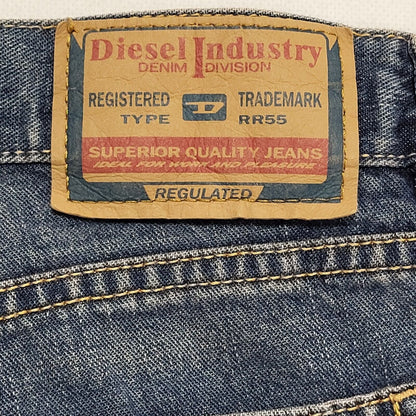 Diesel Industry
DENIM DIVISION
REGISTERED D TRADEMARK
TYPE RR55
SUPERIOR QUALITY JEANS
IDEAL FOR WORK AND PLEASURE
REGULATED